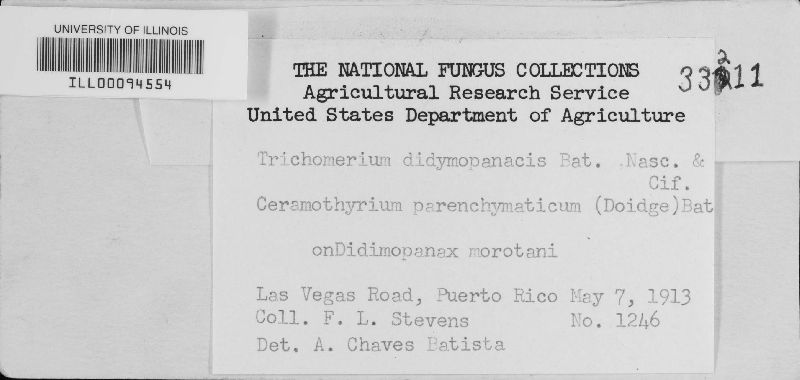 UNIVERSITY OF ILLINOIS
ILL00094554
THE NATIONAL FUNGUS COLLECTIONS
Agricultural Research Service
United States Department of Agriculture
33211
Trichomerium didymopanacis Bat. .Nasc. &
Cif.
Ceramothyrium parenchymaticum (Doidge)Bat
onDidimopanax morotani
Las Vegas Road, Puerto Rico May 7, 1913
Coll. F. L. Stevens No. 1246
Det. A. Chaves Batista